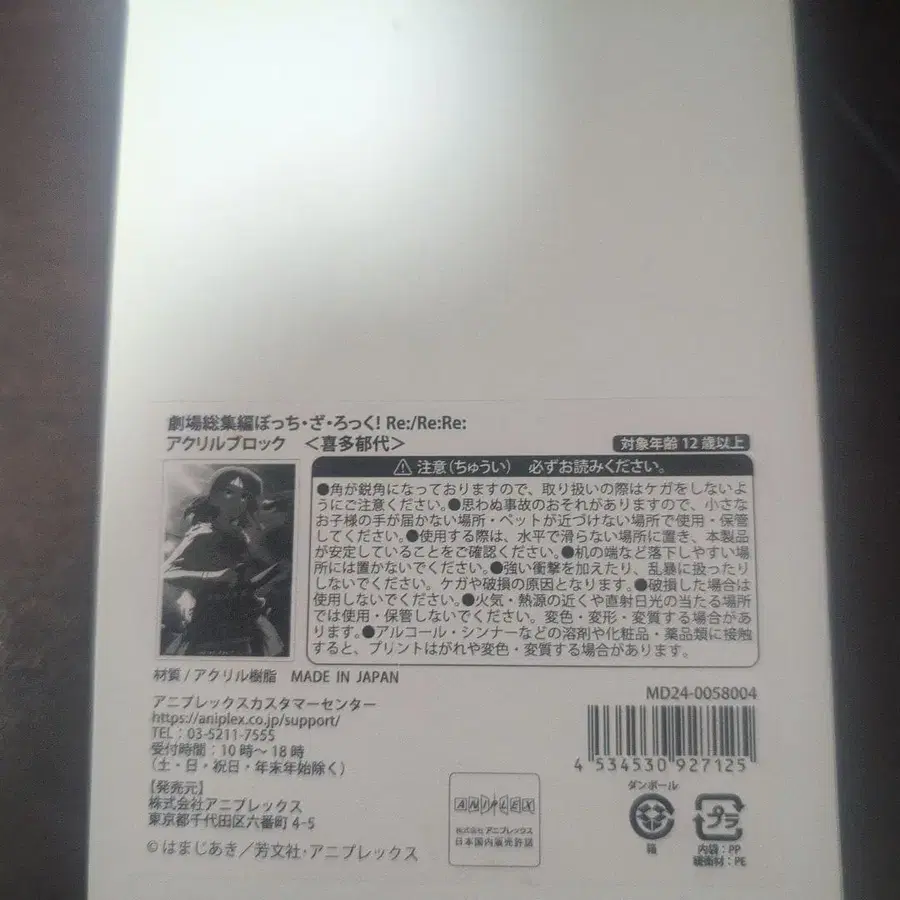 劇場総集編ぼっち・ざ・ろっく! Re:/Re:Re:
アクリルブロック <喜多郁代>
対象年齢12歳以上
⚠ 注意(ちゅうい) 必ずお読みください。
●角が鋭角になっておりますので、取り扱いの際はケガをしないよ
うにご注意ください。●思わぬ事故のおそれがありますので、小さな
お子様の手が届かない場所・ペットが近づけない場所で使用・保管
してください。●使用する際は、水平で滑らない場所に置き、本製品
が安定していることをご確認ください。●机の端など落下しやすい場
所には置かないでください。●強い衝撃を加えたり、乱暴に扱ったり
しないでください。ケガや破損の原因となります。●破損した場合は
使用しないでください。●火気・熱源の近くや直射日光の当たる場所
では使用・保管しないでください。変色・変形・変質する場合があ
ります。●アルコール・シンナーなどの溶剤や化粧品・薬品類に接触
すると、プリントはがれや変色・変質する場合があります。
材質/アクリル樹脂 MADE IN JAPAN
アニプレックスカスタマーセンター
https://aniplex.co.jp/support/
TEL:03-5211-7555
受付時間:10時～18時
(土・日・祝日・年末年始除く)
【発売元】
株式会社アニプレックス
東京都千代田区六番町4-5
©はまじあき/芳文社・アニプレックス
ANIPLEX
株式会社アニプレックス
日本国内販売許諾
MD24-0058004
4 534530 927125
ダンボール
箱
プラ
内袋:PP
緩衝材:PE